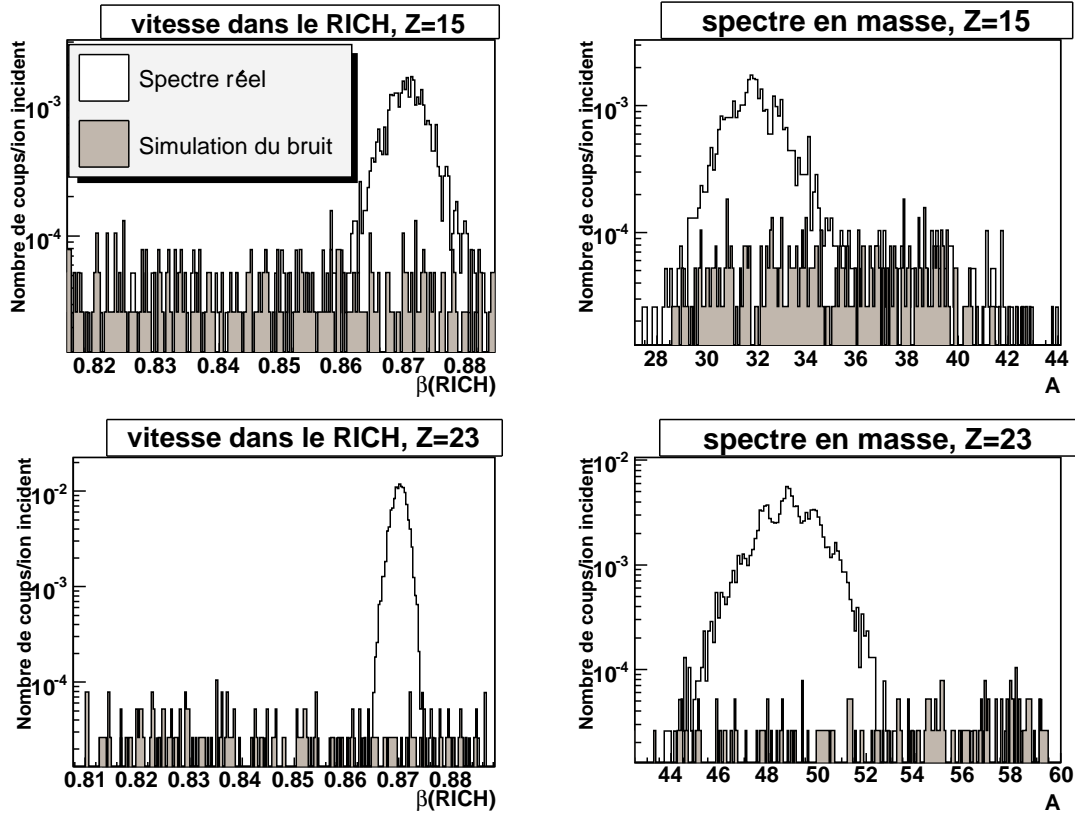 vitesse dans le RICH, Z=15
Nombre de coups/ion incident
10-3
10-4
Spectre réel
Simulation du bruit
0.82 0.83 0.84 0.85 0.86 0.87 0.88
β(RICH)
spectre en masse, Z=15
Nombre de coups/ion incident
10-3
10-4
28 30 32 34 36 38 40 42 44
A
vitesse dans le RICH, Z=23
Nombre de coups/ion incident
10-2
10-3
10-4
0.81 0.82 0.83 0.84 0.85 0.86 0.87 0.88
β(RICH)
spectre en masse, Z=23
Nombre de coups/ion incident
10-2
10-3
10-4
44 46 48 50 52 54 56 58 60
A